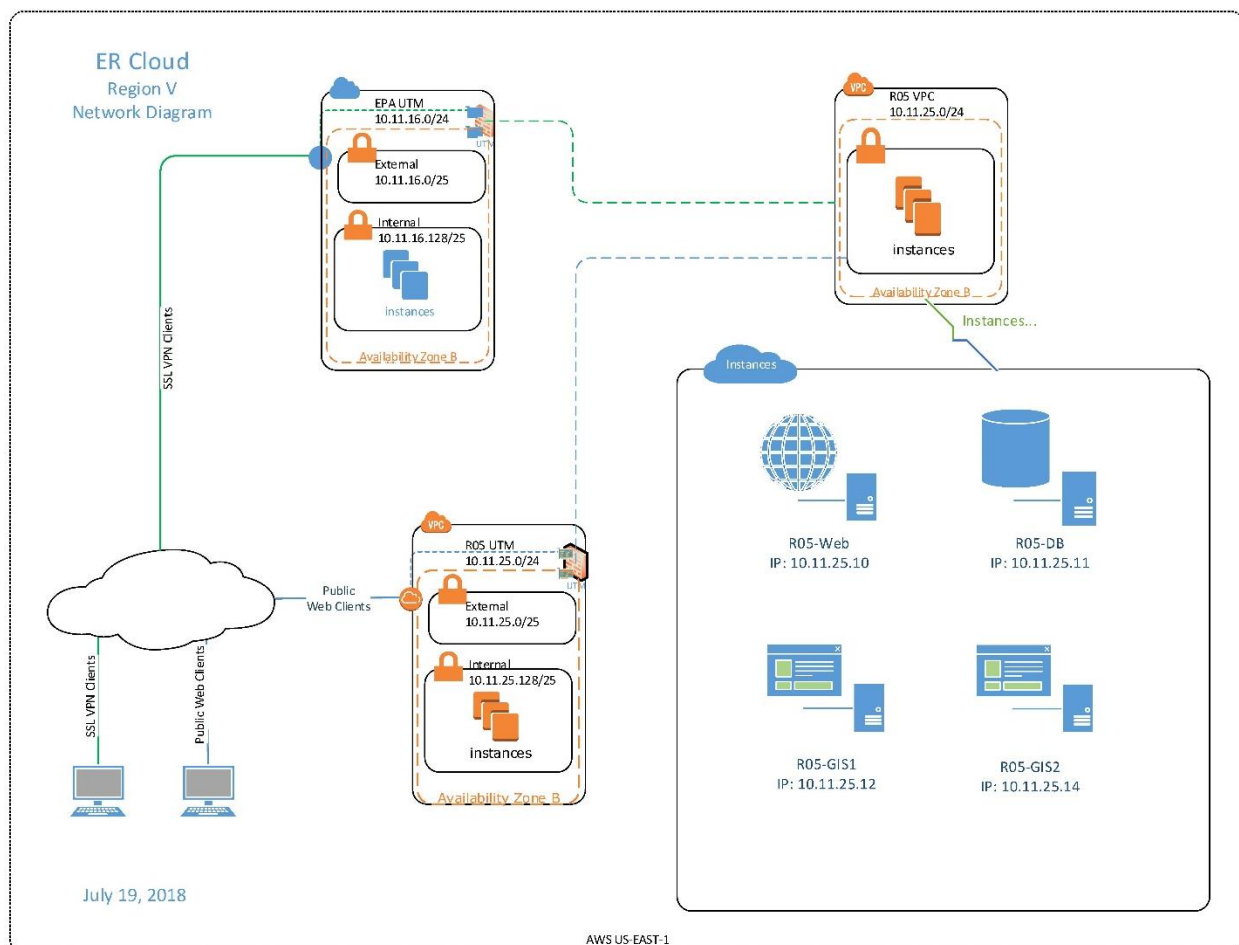 ER Cloud
Region V
Network Diagram
EPA UTM
10.11.16.0/24
UTM
External
10.11.16.0/25
Internal
10.11.16.128/25
instances
Availability Zone B
VPC
R05 VPC
10.11.25.0/24
instances
Availability Zone B
Instances...
SSL VPN Clients
Instances
R05-Web
IP: 10.11.25.10
R05-DB
IP: 10.11.25.11
R05-GIS1
IP: 10.11.25.12
R05-GIS2
IP: 10.11.25.14
VPC
R05 UTM
10.11.25.0/24
UTM
Public
Web Clients
External
10.11.25.0/25
Internal
10.11.25.128/25
instances
Availability Zone B
SSL VPN Clients
Public Web Clients
July 19, 2018
AWS US-EAST-1